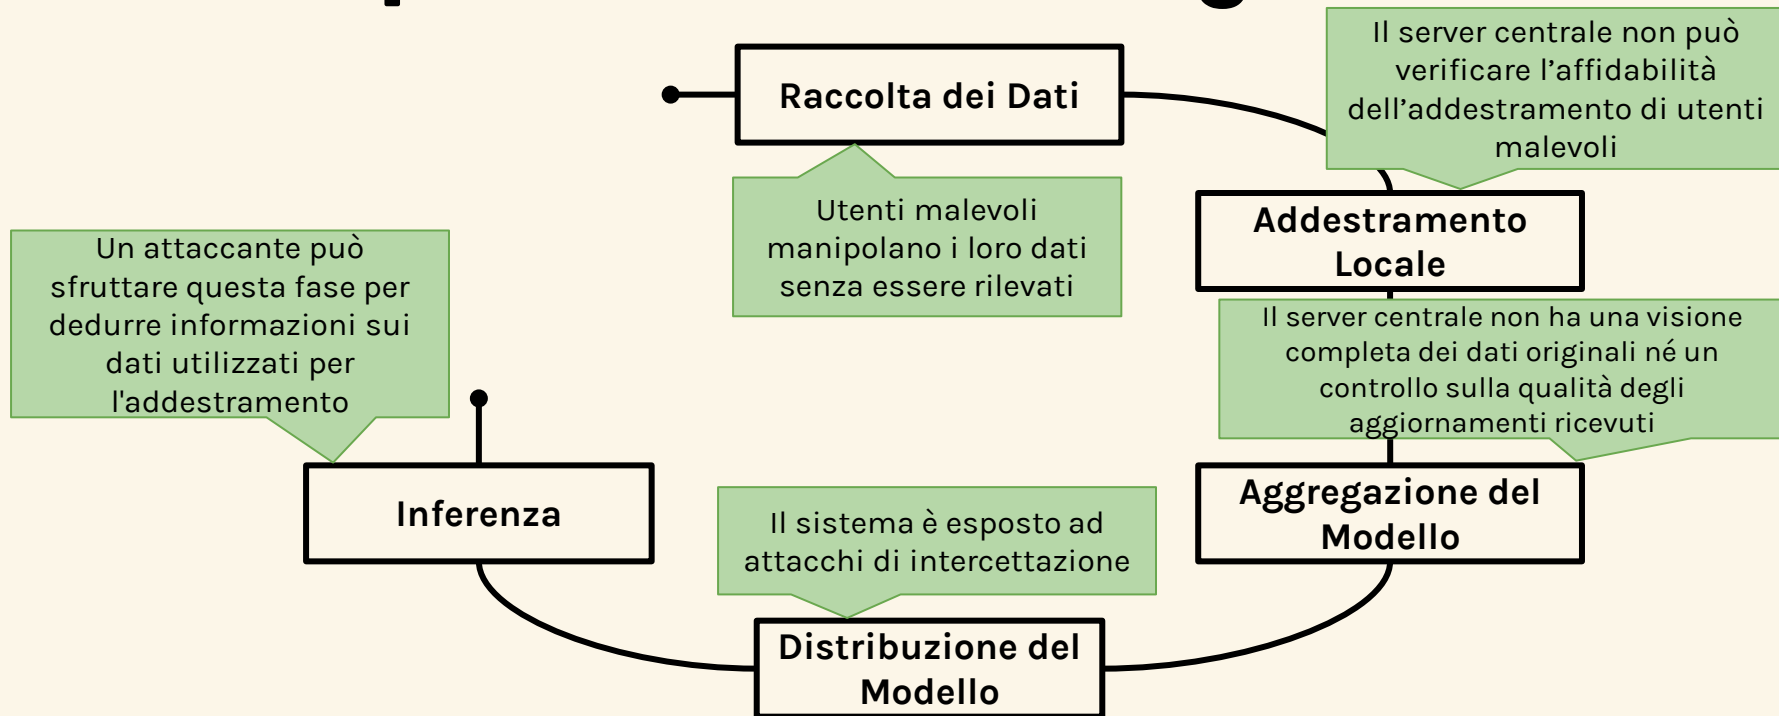 Raccolta dei Dati
Il server centrale non può
verificare l’affidabilità
dell’addestramento di utenti
malevoli
Utenti malevoli
manipolano i loro dati
senza essere rilevati
Addestramento
Locale
Un attaccante può
sfruttare questa fase per
dedurre informazioni sui
dati utilizzati per
l'addestramento
Il server centrale non ha una visione
completa dei dati originali né un
controllo sulla qualità degli
aggiornamenti ricevuti
Inferenza
Il sistema è esposto ad
attacchi di intercettazione
Aggregazione del
Modello
Distribuzione del
Modello